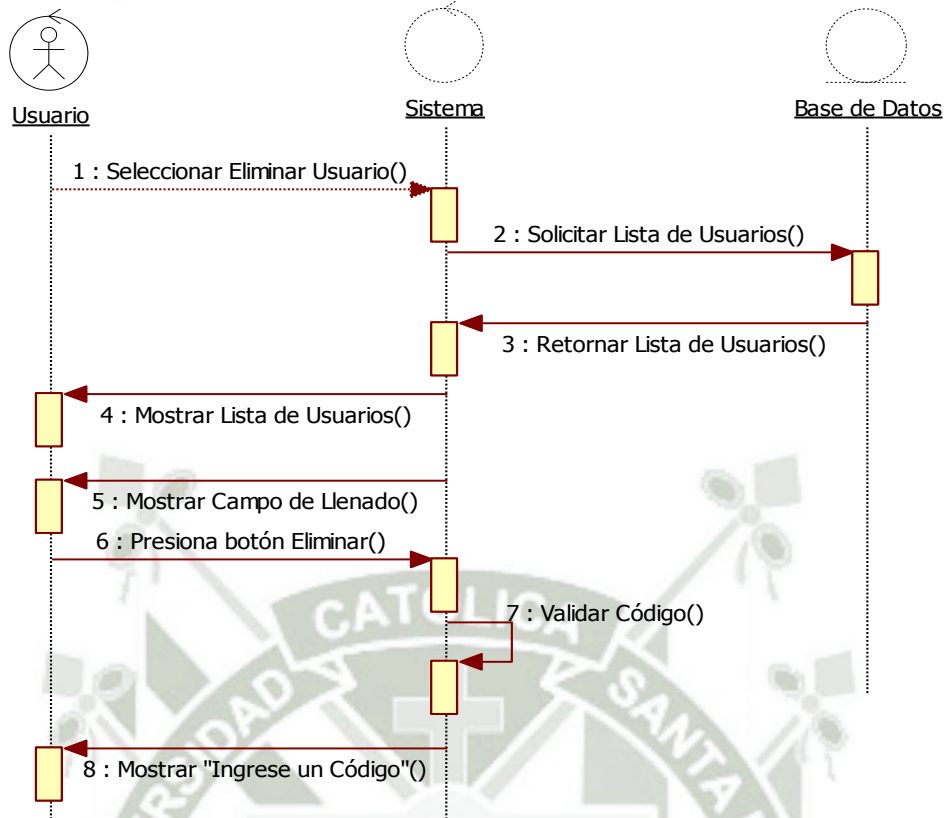 Usuario
Sistema
Base de Datos
1 : Seleccionar Eliminar Usuario()
2 : Solicitar Lista de Usuarios()
3 : Retornar Lista de Usuarios()
4 : Mostrar Lista de Usuarios()
5 : Mostrar Campo de Llenado()
6 : Presiona botón Eliminar()
CATOLICA
7 : Validar Código()
SANTA
8 : Mostrar "Ingrese un Código"()